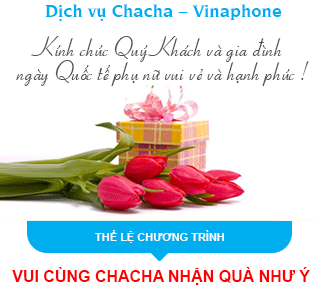 Dịch vụ Chacha – Vinaphone
Kính chúc Quý Khách và gia đình
ngày Quốc tế phụ nữ vui vẻ và hạnh phúc !
THỂ LỆ CHƯƠNG TRÌNH
VUI CÙNG CHACHA NHẬN QUÀ NHƯ Ý